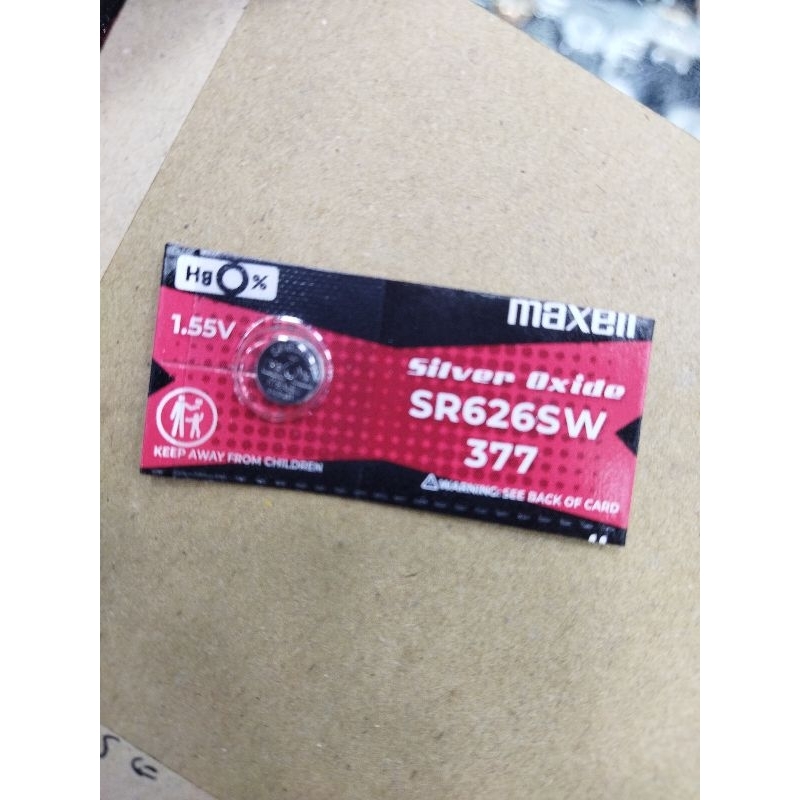 Hg 0%
maxell
1.55V
Silver Oxide
SR626SW
377
KEEP AWAY FROM CHILDREN
⚠WARNING: SEE BACK OF CARD